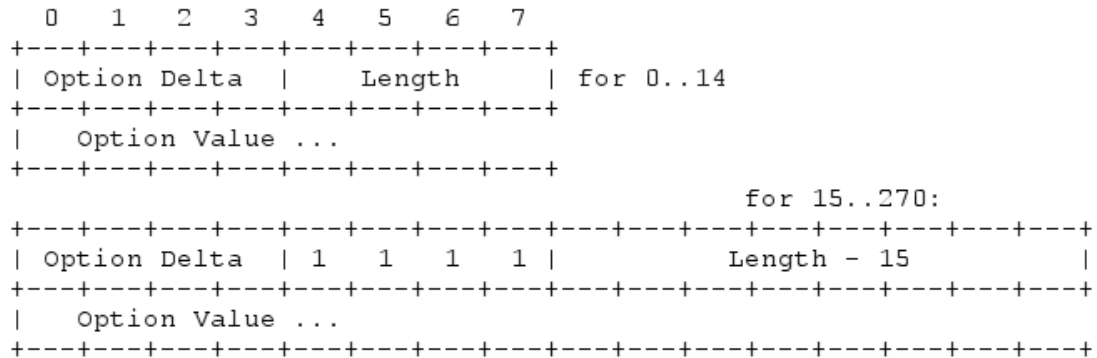 0   1   2   3   4   5   6   7
+---+---+---+---+---+---+---+---+
| Option Delta  |    Length     | for 0..14
+---+---+---+---+---+---+---+---+
|   Option Value ...
+---+---+---+---+---+---+---+---+
                                            for 15..270:
+---+---+---+---+---+---+---+---+---+---+---+---+---+---+---+---+
| Option Delta  | 1   1   1   1 |          Length - 15          |
+---+---+---+---+---+---+---+---+---+---+---+---+---+---+---+---+
|   Option Value ...
+---+---+---+---+---+---+---+---+---+---+---+---+---+---+---+---+